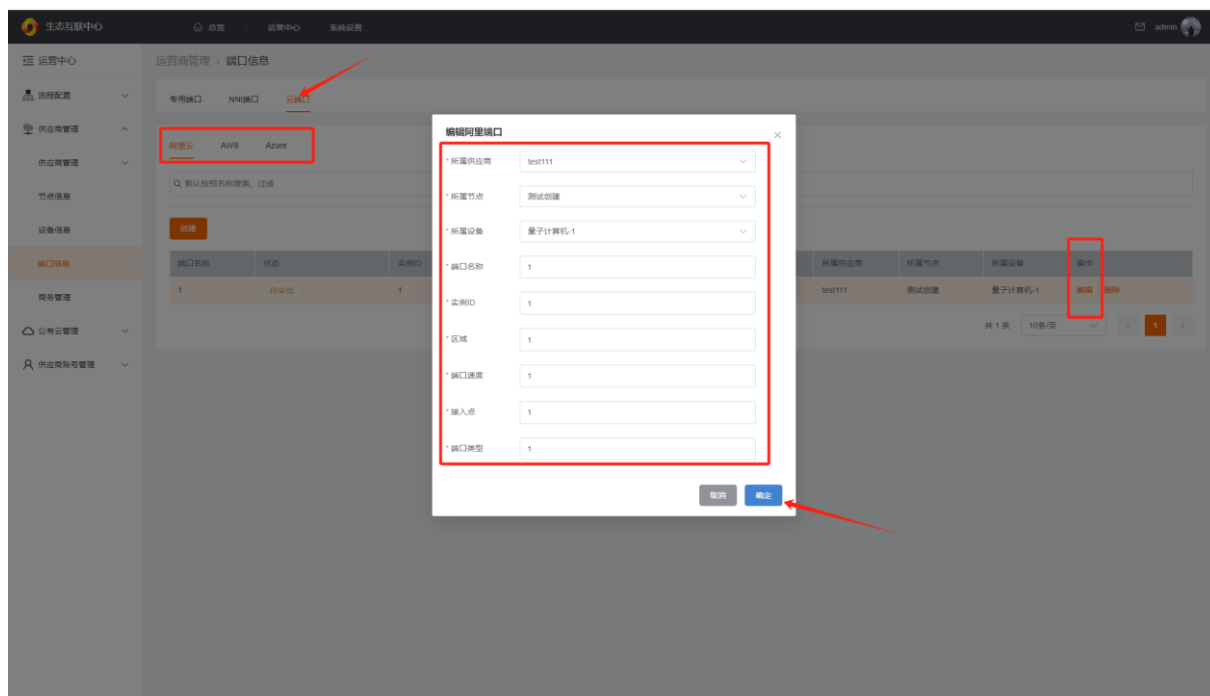 生态互联中心 总览 运营中心 系统设置 admin
运营中心 运营商管理 > 端口信息
流程配置
供应商管理
供应商管理
节点信息
设备信息
端口信息
商务管理
公有云管理
供应商账号管理
专用端口 NNI端口 云端口
阿里云 AWS Azure
默认按照名称搜索、过滤
创建
端口名称 状态 实例ID 所属供应商 所属节点 所属设备 操作
1 待审批 1 test111 测试创建 量子计算机-1 编辑 删除
共 1 条 10条/页 < 1 >
编辑阿里端口 ×
* 所属供应商 test111
* 所属节点 测试创建
* 所属设备 量子计算机-1
* 端口名称 1
* 实例ID 1
* 区域 1
* 端口速度 1
* 接入点 1
* 端口类型 1
取消 确定